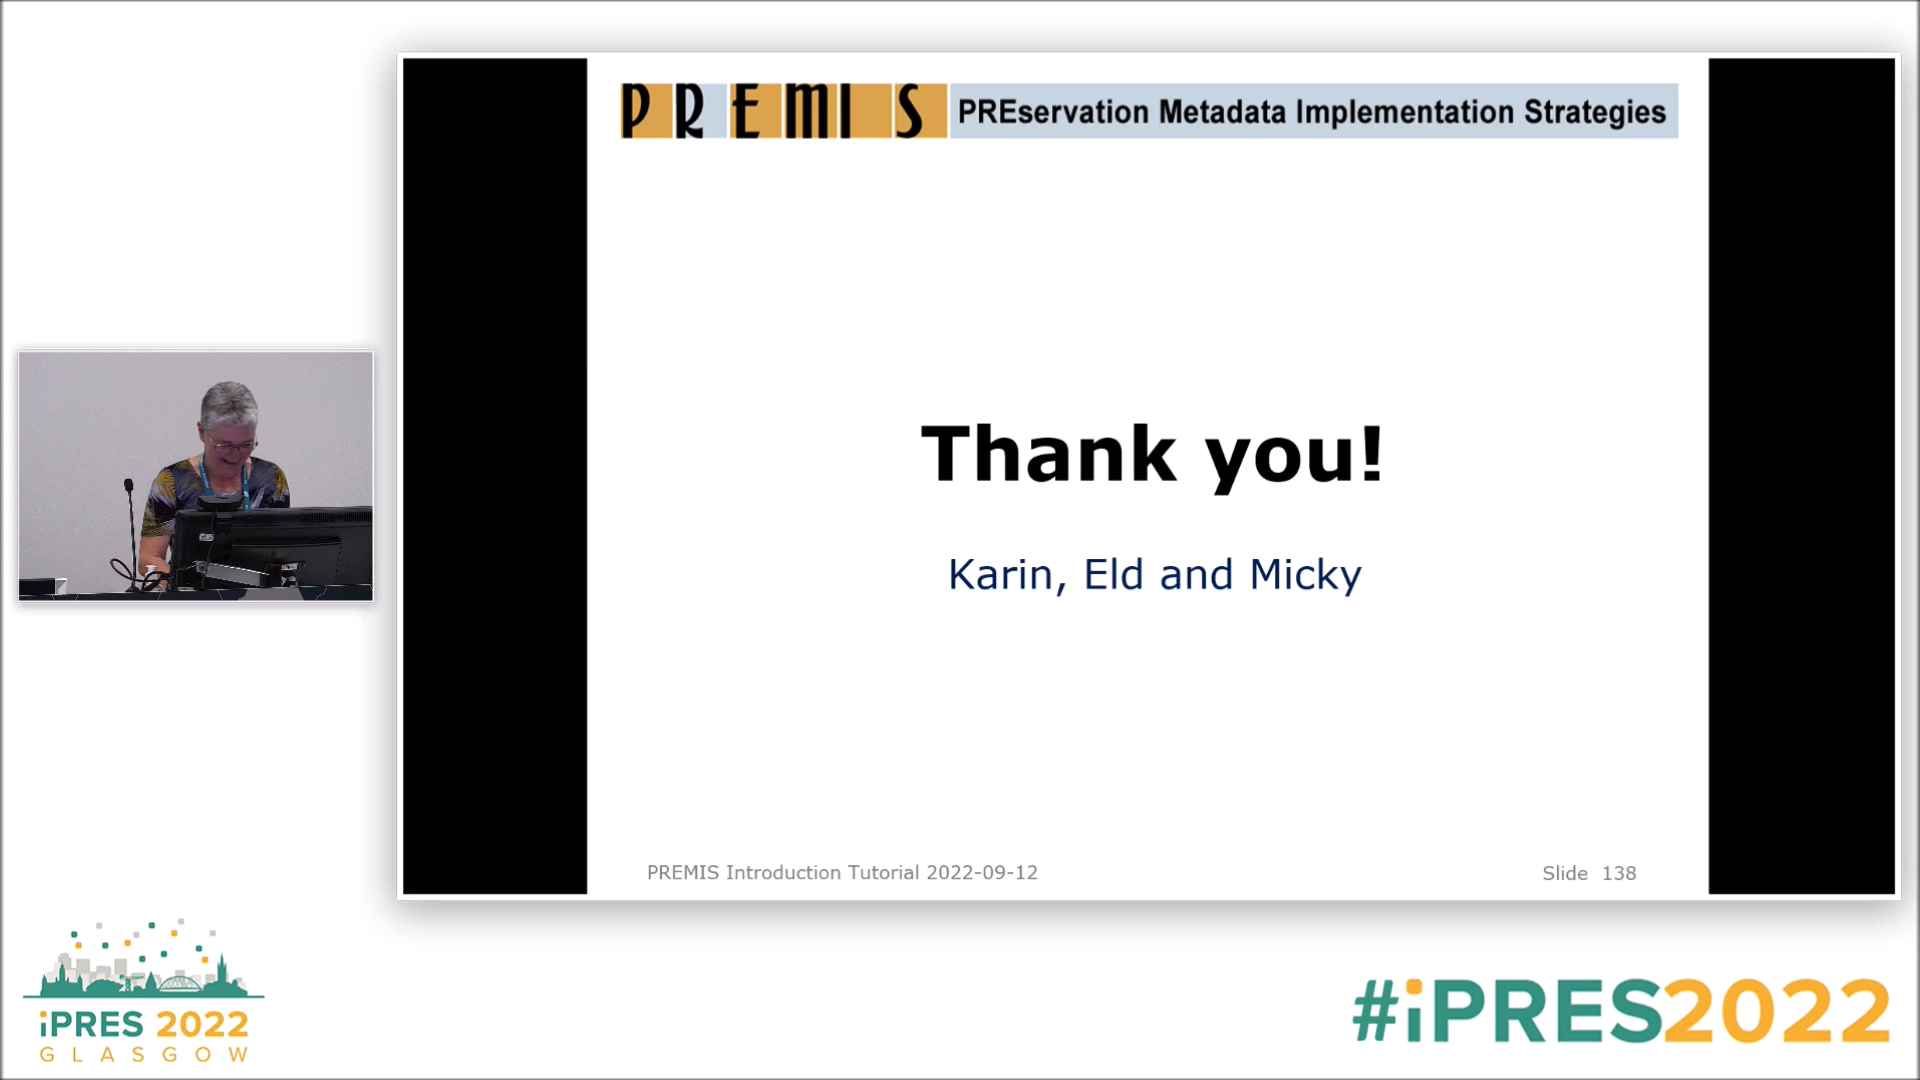 PREMIS PREservation Metadata Implementation Strategies
Thank you!
Karin, Eld and Micky
PREMIS Introduction Tutorial 2022-09-12
Slide 138
iPRES 2022
GLASGOW
#iPRES2022